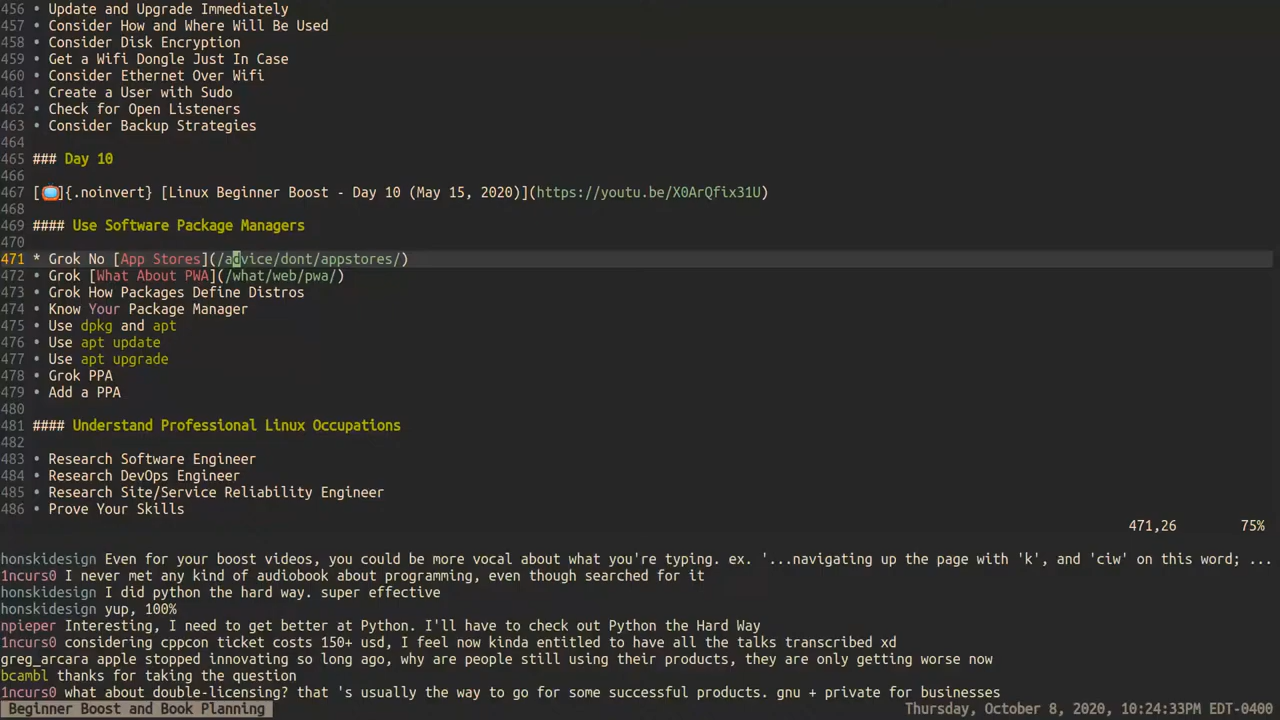 456 • Update and Upgrade Immediately
457 • Consider How and Where Will Be Used
458 • Consider Disk Encryption
459 • Get a Wifi Dongle Just In Case
460 • Consider Ethernet Over Wifi
461 • Create a User with Sudo
462 • Check for Open Listeners
463 • Consider Backup Strategies
464
465 ### Day 10
466
467 [📺]{.noinvert} [Linux Beginner Boost - Day 10 (May 15, 2020)](https://youtu.be/X0ArQfix31U)
468
469 #### Use Software Package Managers
470
471 * Grok No [App Stores](/advice/dont/appstores/)
472 • Grok [What About PWA](/what/web/pwa/)
473 • Grok How Packages Define Distros
474 • Know Your Package Manager
475 • Use dpkg and apt
476 • Use apt update
477 • Use apt upgrade
478 • Grok PPA
479 • Add a PPA
480
481 #### Understand Professional Linux Occupations
482
483 • Research Software Engineer
484 • Research DevOps Engineer
485 • Research Site/Service Reliability Engineer
486 • Prove Your Skills
471,26 75%
honskidesign Even for your boost videos, you could be more vocal about what you're typing. ex. '...navigating up the page with 'k', and 'ciw' on this word; ...
1ncurs0 I never met any kind of audiobook about programming, even though searched for it
honskidesign I did python the hard way. super effective
honskidesign yup, 100%
npieper Interesting, I need to get better at Python. I'll have to check out Python the Hard Way
1ncurs0 considering cppcon ticket costs 150+ usd, I feel now kinda entitled to have all the talks transcribed xd
greg_arcara apple stopped innovating so long ago, why are people still using their products, they are only getting worse now
bcambl thanks for taking the question
1ncurs0 what about double-licensing? that 's usually the way to go for some successful products. gnu + private for businesses
Beginner Boost and Book Planning Thursday, October 8, 2020, 10:24:33PM EDT-0400